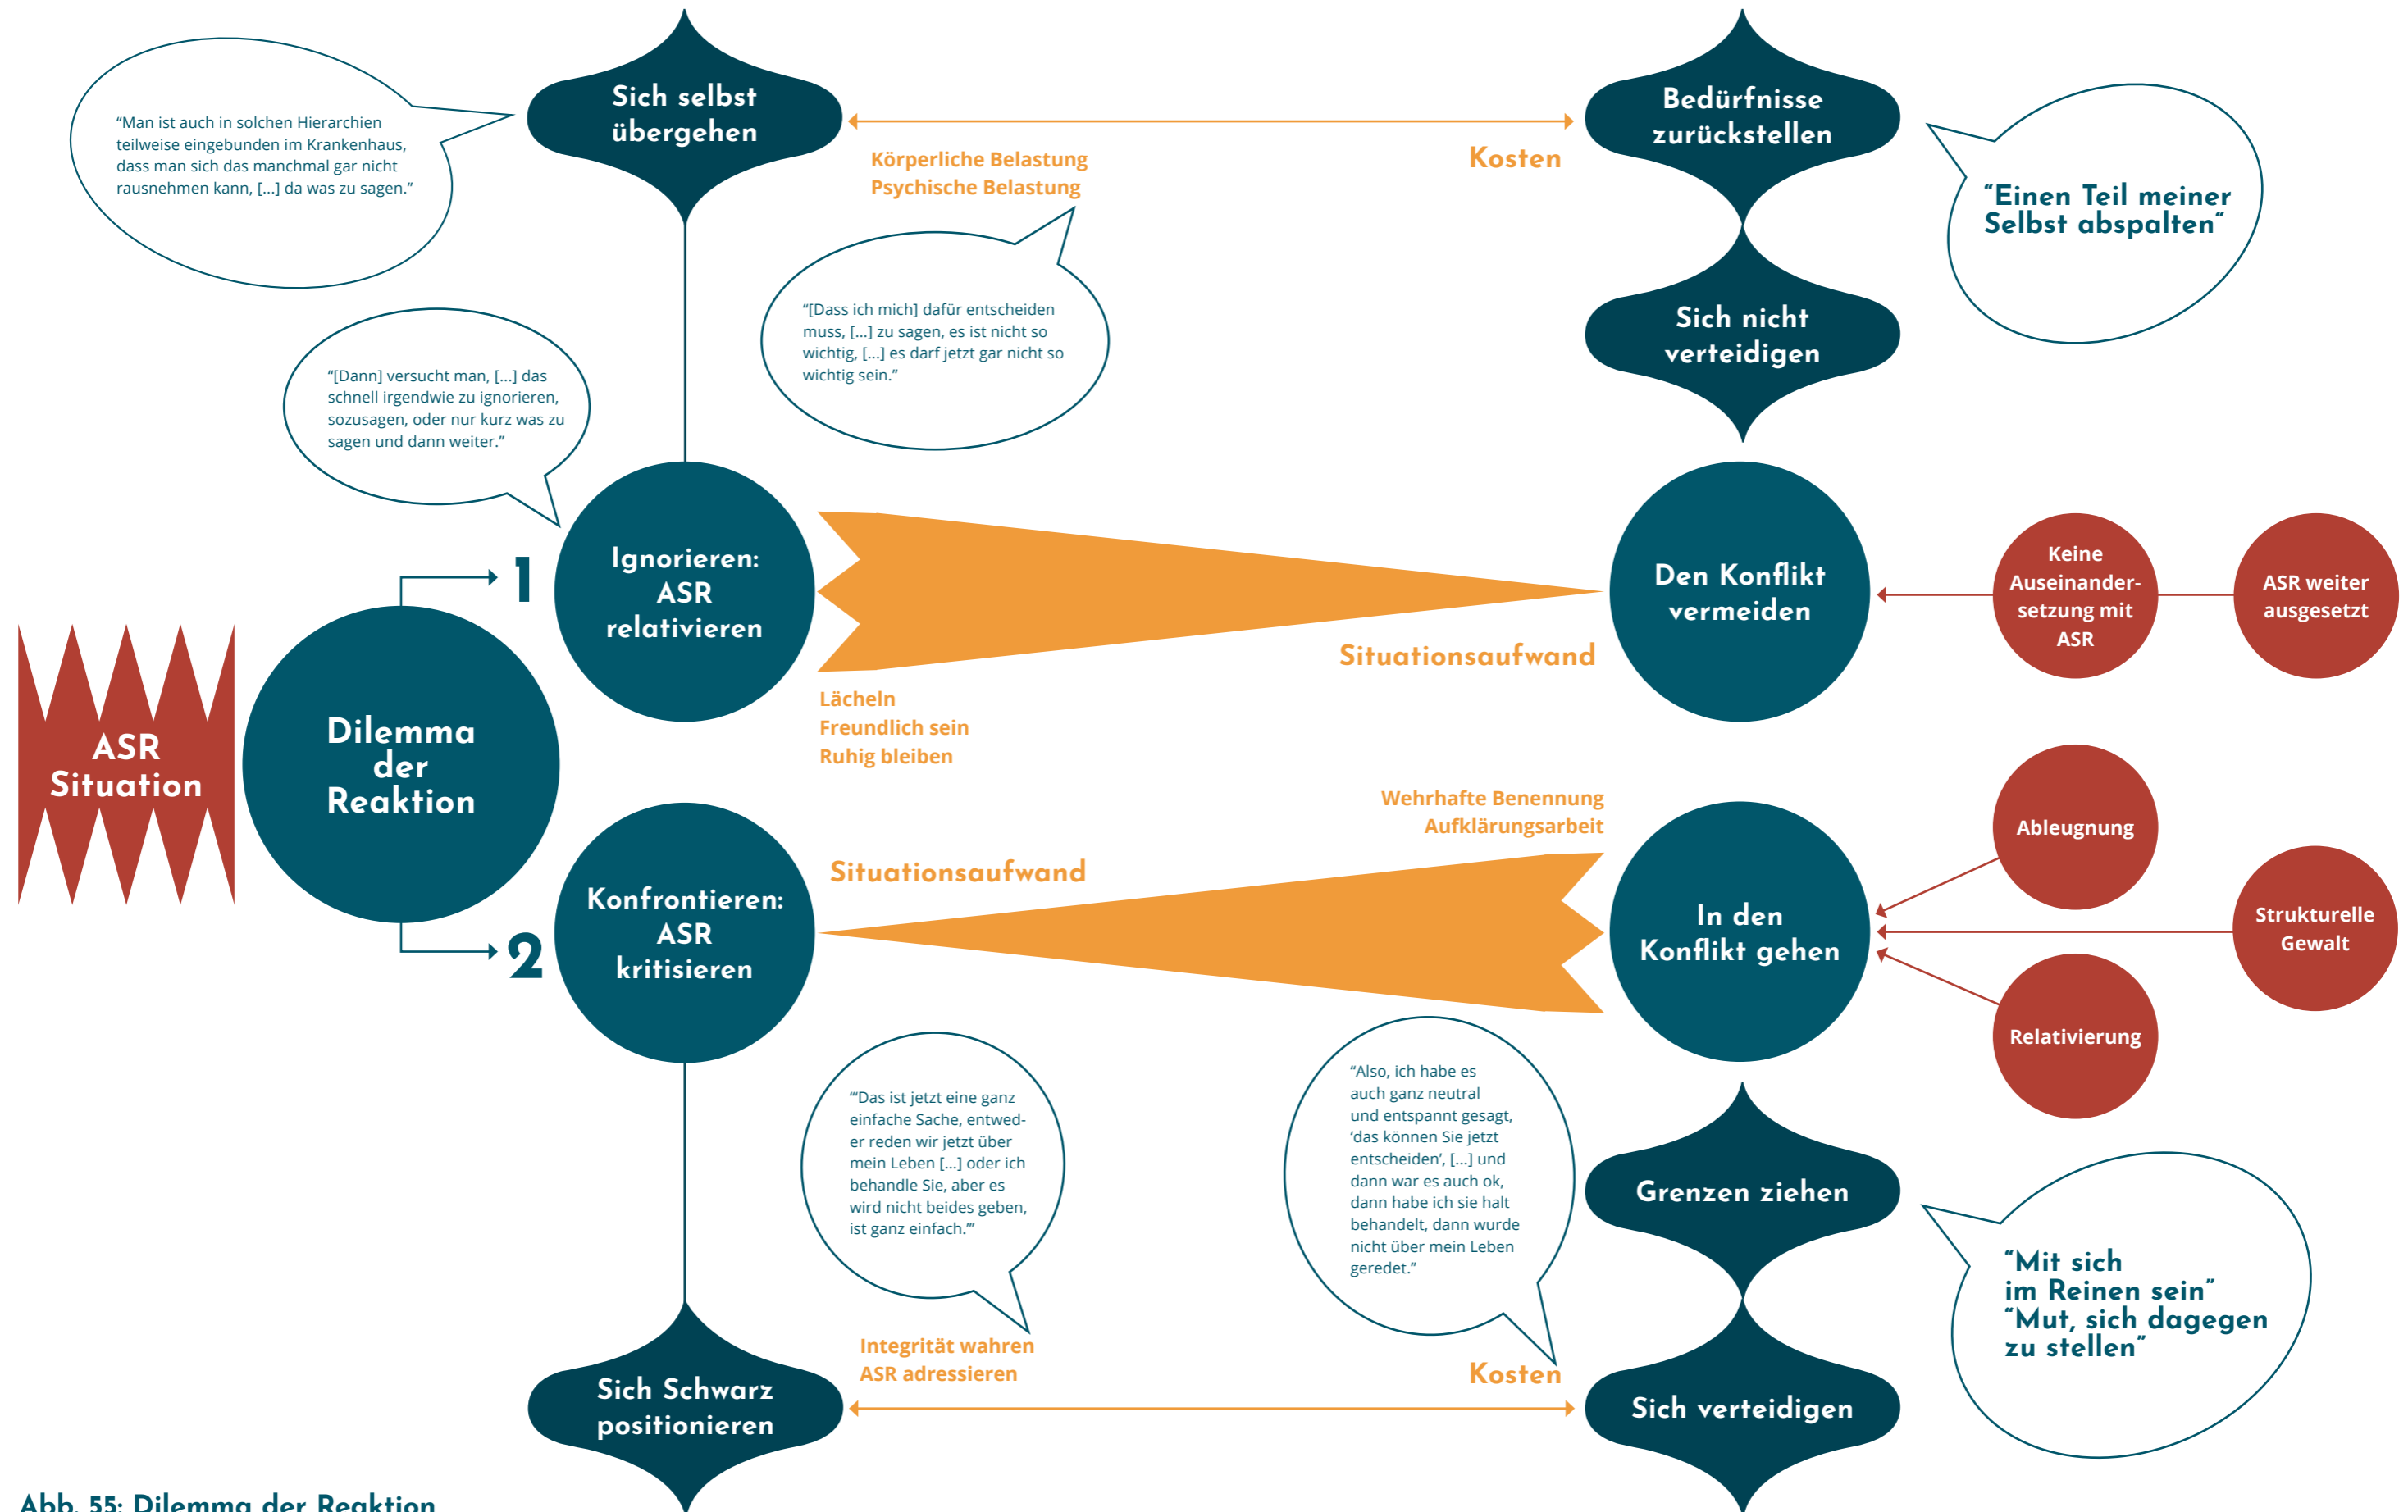 Sich selbst
übergehen
Bedürfnisse
zurückstellen
“Man ist auch in solchen Hierarchien
teilweise eingebunden im Krankenhaus,
dass man sich das manchmal gar nicht
rausnehmen kann, [...] da was zu sagen.”
Körperliche Belastung
Psychische Belastung
Kosten
“Einen Teil meiner
Selbst abspalten“
“[Dass ich mich] dafür entscheiden
muss, [...] zu sagen, es ist nicht so
wichtig, [...] es darf jetzt gar nicht so
wichtig sein.”
Sich nicht
verteidigen
“[Dann] versucht man, [...] das
schnell irgendwie zu ignorieren,
sozusagen, oder nur kurz was zu
sagen und dann weiter.”
1
Ignorieren:
ASR
relativieren
Den Konflikt
vermeiden
Keine
Auseinander-
setzung mit
ASR
ASR weiter
ausgesetzt
Situationsaufwand
Lächeln
Freundlich sein
Ruhig bleiben
ASR
Situation
Dilemma
der
Reaktion
Wehrhafte Benennung
Aufklärungsarbeit
Ableugnung
Situationsaufwand
2
Konfrontieren:
ASR
kritisieren
In den
Konflikt gehen
Strukturelle
Gewalt
Relativierung
“‘Das ist jetzt eine ganz
einfache Sache, entwed-
er reden wir jetzt über
mein Leben [...] oder ich
behandle Sie, aber es
wird nicht beides geben,
ist ganz einfach.’”
“Also, ich habe es
auch ganz neutral
und entspannt gesagt,
‘das können Sie jetzt
entscheiden’, [...] und
dann war es auch ok,
dann habe ich sie halt
behandelt, dann wurde
nicht über mein Leben
geredet.”
Grenzen ziehen
“Mit sich
im Reinen sein”
“Mut, sich dagegen
zu stellen”
Integrität wahren
ASR adressieren
Kosten
Sich Schwarz
positionieren
Sich verteidigen
Abb. 55: Dilemma der Reaktion